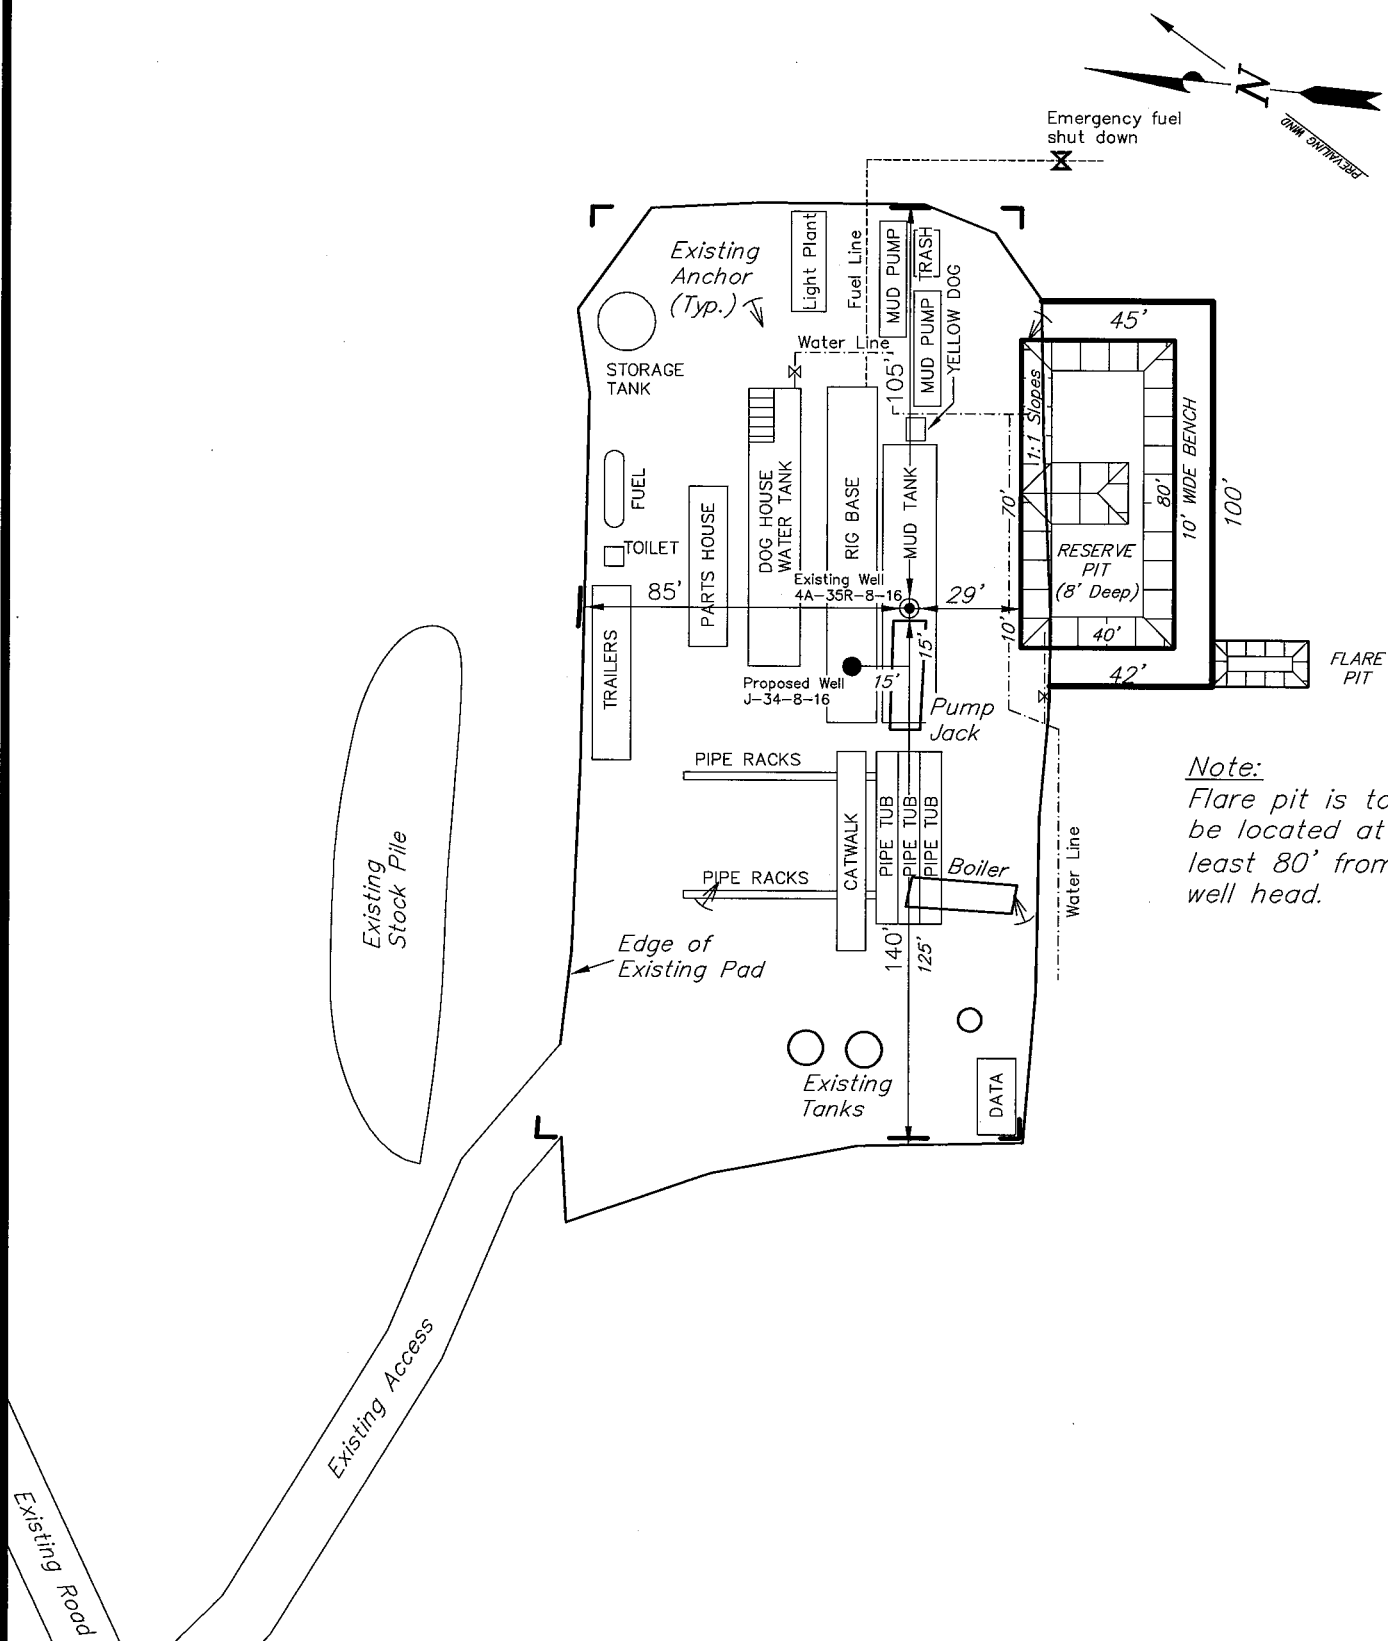 N
PREVAILING WIND
Emergency fuel
shut down
Existing
Anchor
(Typ.)
Light Plant
Fuel Line
MUD PUMP
TRASH
MUD PUMP
YELLOW DOG
Water Line
105'
STORAGE
TANK
45'
1:1 Slopes
10' WIDE BENCH
100'
80'
70'
RESERVE
PIT
(8' Deep)
40'
10'
42'
FLARE
PIT
FUEL
TOILET
PARTS HOUSE
DOG HOUSE
WATER TANK
RIG BASE
MUD TANK
Existing Well
4A-35R-8-16
85'
29'
TRAILERS
15'
15'
Proposed Well
J-34-8-16
Pump
Jack
PIPE RACKS
CATWALK
PIPE TUB
PIPE TUB
PIPE TUB
Boiler
PIPE RACKS
Water Line
Note:
Flare pit is to
be located at
least 80' from
well head.
Existing
Stock Pile
Edge of
Existing Pad
140'
125'
Existing
Tanks
DATA
Existing Access
Existing Road